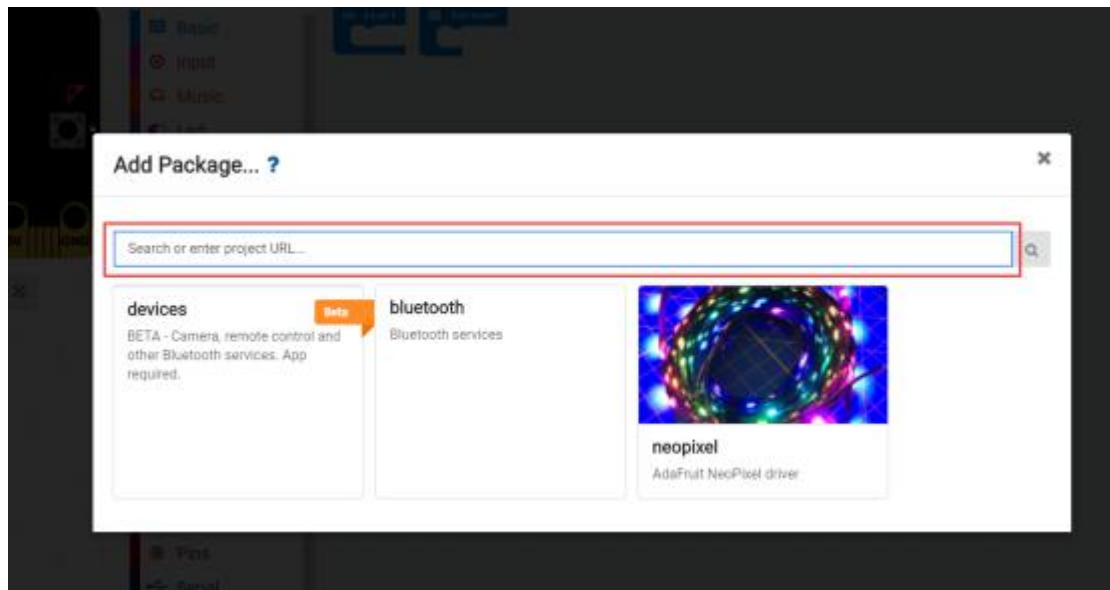 Basic
Input
Music
Add Package... ?
Search or enter project URL...
devices
Beta
BETA - Camera, remote control and
other Bluetooth services. App
required.
bluetooth
Bluetooth services
neopixel
AdaFruit NeoPixel driver
Pins
Serial